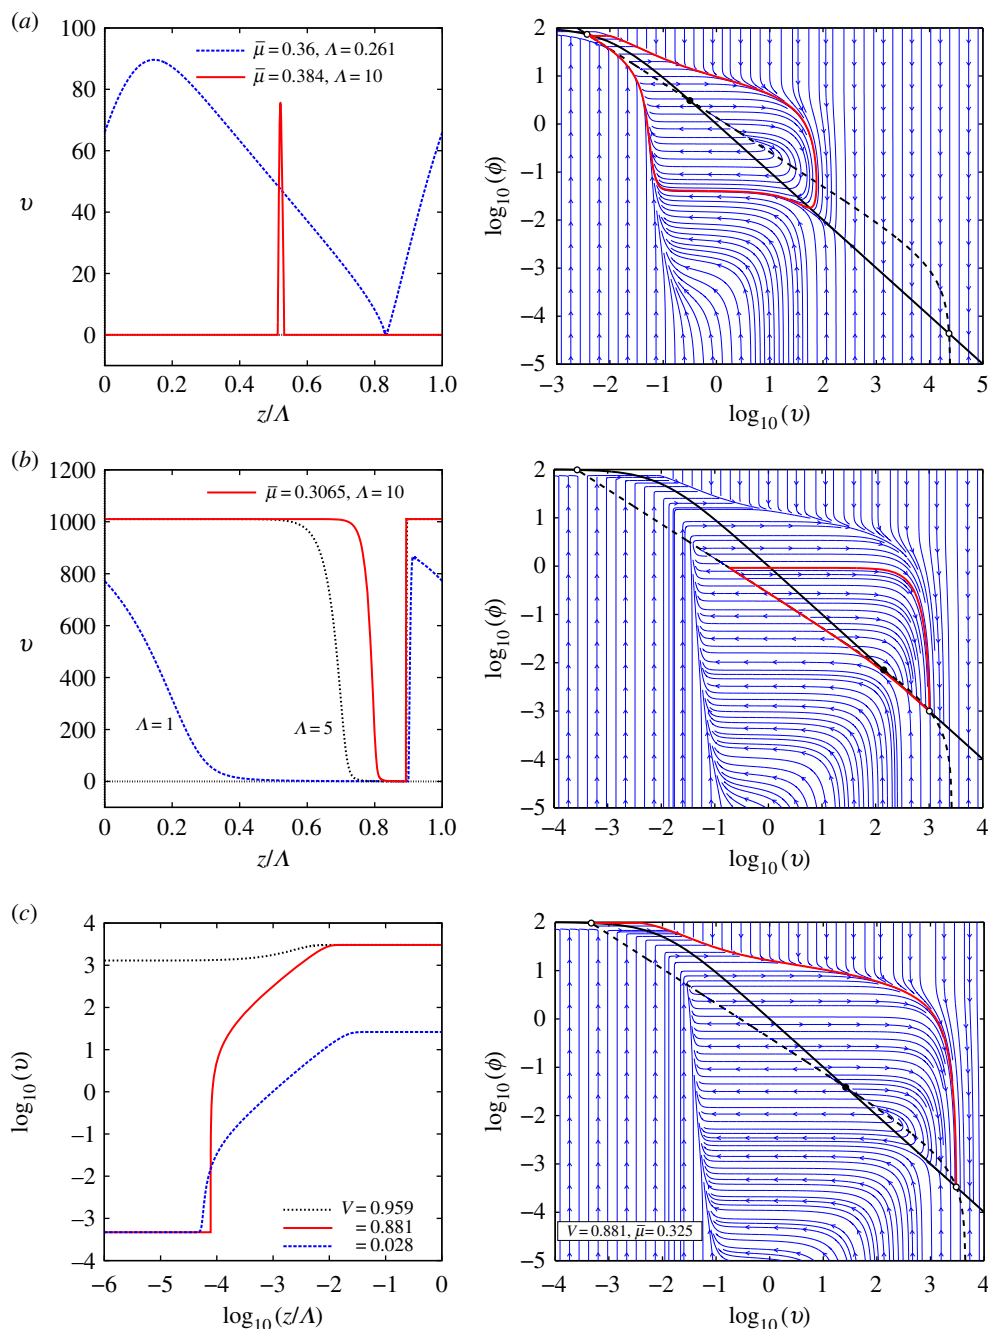 (a)
100
80
60
υ
40
20
0
0 0.2 0.4 0.6 0.8 1.0
z/Λ
μ̄ = 0.36, Λ = 0.261
μ̄ = 0.384, Λ = 10
2
1
0
−1
−2
−3
−4
−5
log₁₀(ϕ)
−3 −2 −1 0 1 2 3 4 5
log₁₀(υ)
(b)
1200
1000
800
600
υ
400
200
0
0 0.2 0.4 0.6 0.8 1.0
z/Λ
μ̄ = 0.3065, Λ = 10
Λ = 1
Λ = 5
2
1
0
−1
−2
−3
−4
−5
log₁₀(ϕ)
−4 −3 −2 −1 0 1 2 3 4
log₁₀(υ)
(c)
4
3
2
1
0
−1
−2
−3
−4
log₁₀(υ)
−6 −5 −4 −3 −2 −1 0
log₁₀(z/Λ)
V = 0.959
= 0.881
= 0.028
2
1
0
−1
−2
−3
−4
−5
log₁₀(ϕ)
V = 0.881, μ̄ = 0.325
−4 −3 −2 −1 0 1 2 3 4
log₁₀(υ)